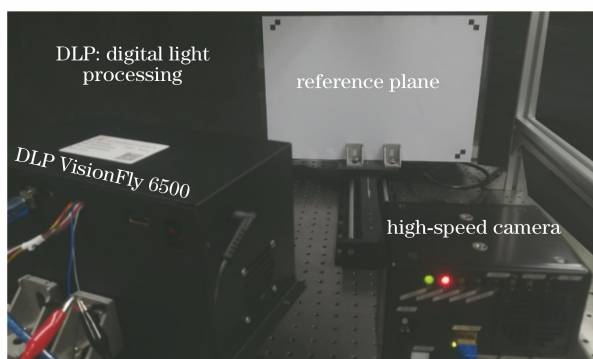 DLP: digital light
processing
reference plane
DLP VisionFly 6500
high-speed camera